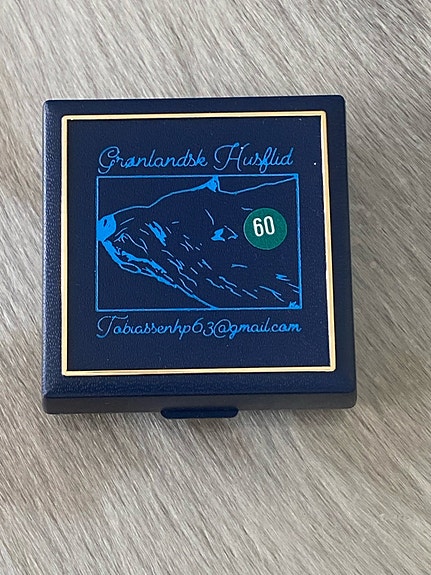 Grønlandsk Husflid
60
Tobiassenhp63@gmail.com